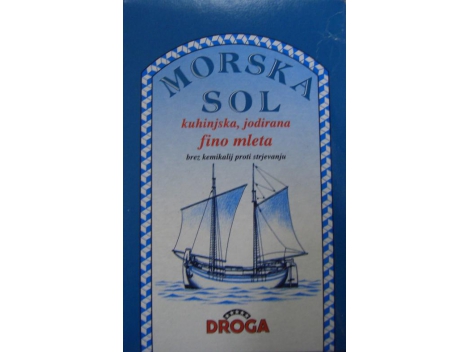 MORSKA
SOL
kuhinjska, jodirana
fino mleta
brez kemikalij proti strjevanju
DROGA